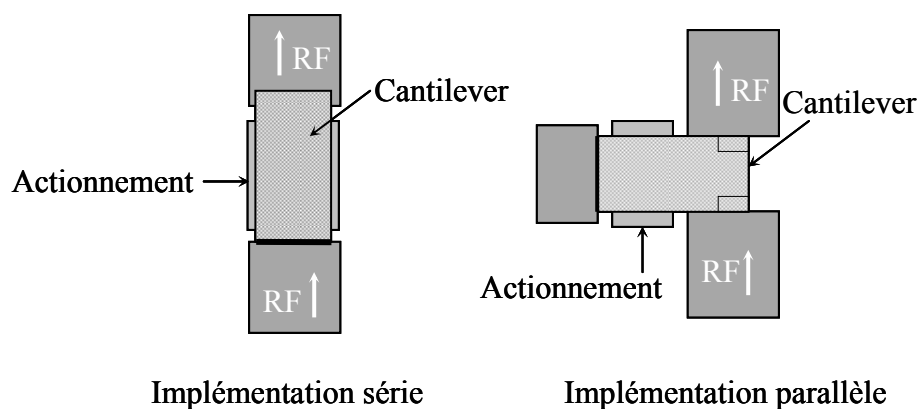 RF
Cantilever
Actionnement
RF
Implémentation série
RF
Cantilever
Actionnement
RF
Implémentation parallèle